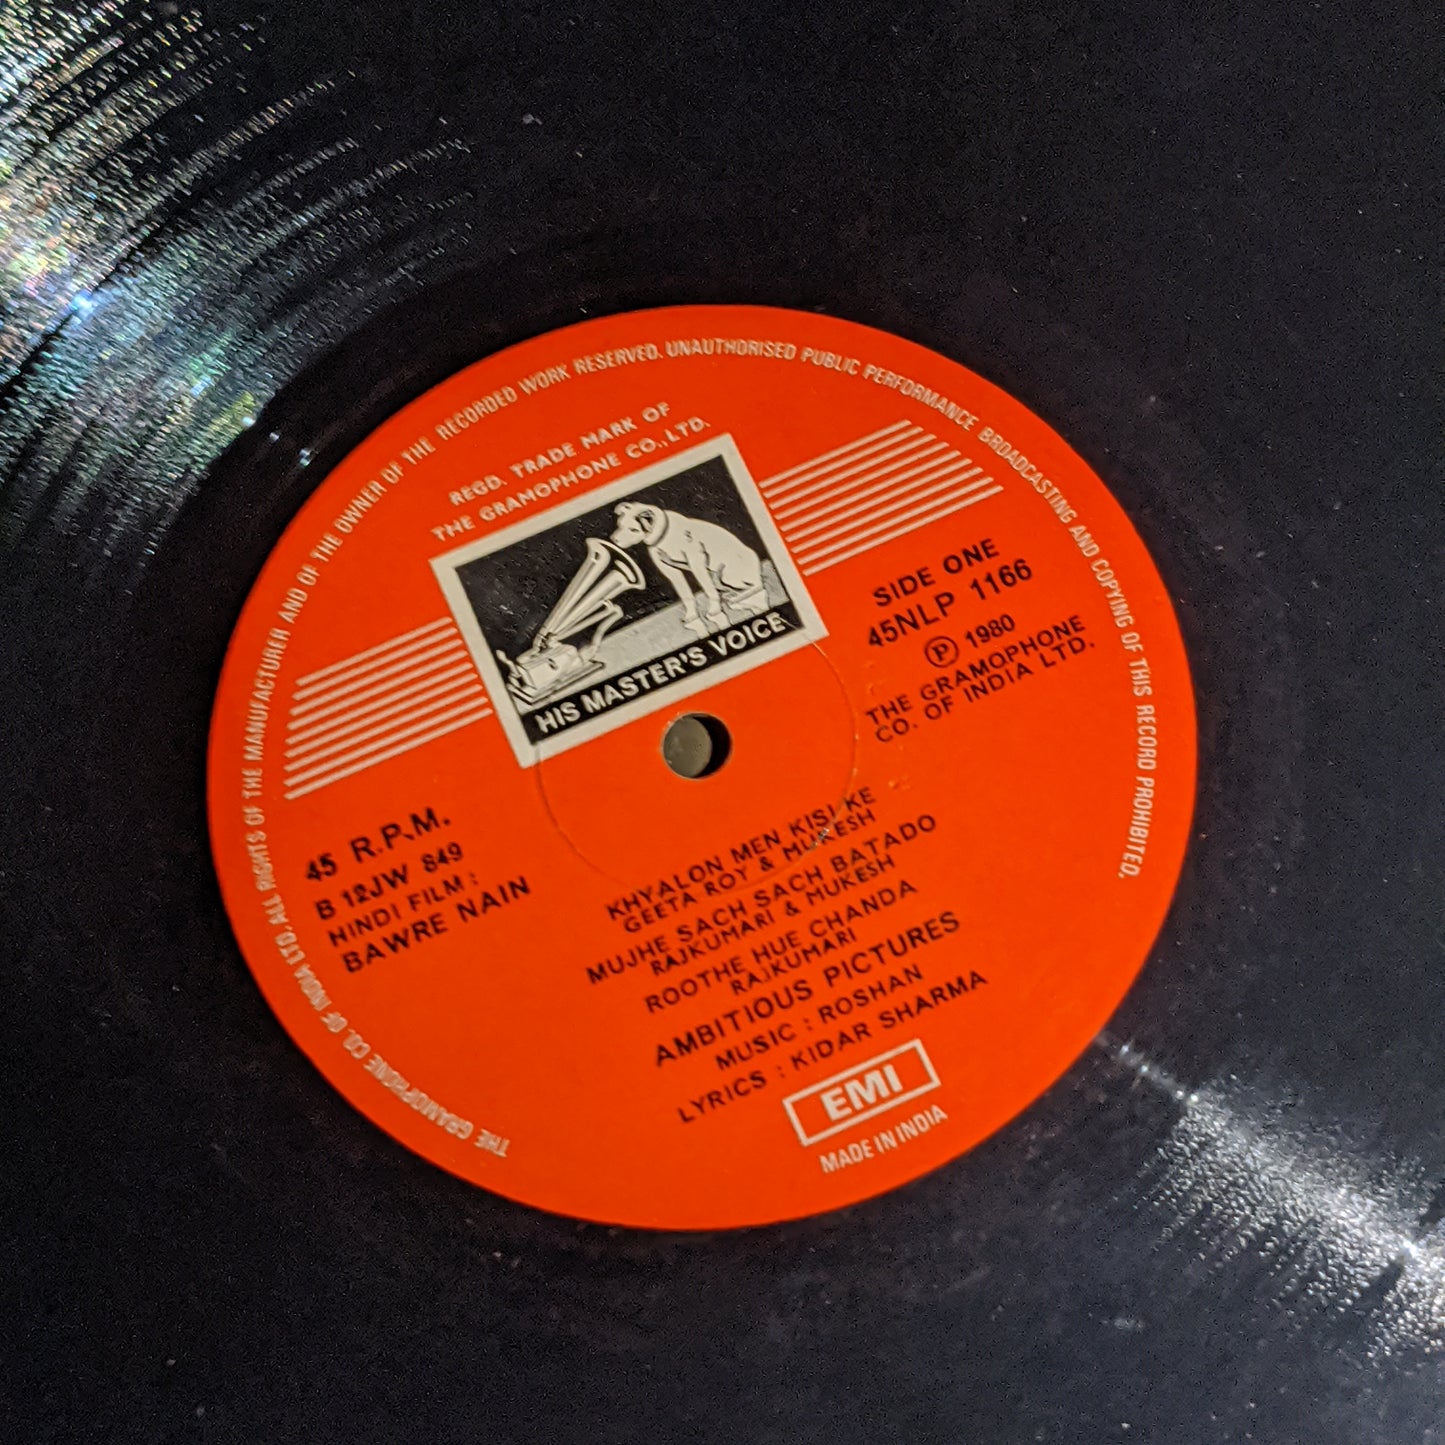 THE GRAMOPHONE CO. OF INDIA LTD. ALL RIGHTS OF THE MANUFACTURER AND OF THE OWNER OF THE RECORDED WORK RESERVED. UNAUTHORISED PUBLIC PERFORMANCE BROADCASTING AND COPYING OF THIS RECORD PROHIBITED.
REGD. TRADE MARK OF
THE GRAMOPHONE CO., LTD.
HIS MASTER'S VOICE
SIDE ONE
45NLP 1166
℗ 1980
THE GRAMOPHONE
CO. OF INDIA LTD.
45 R.P.M.
B 12JW 849
HINDI FILM :
BAWRE NAIN
KHYALON MEN KISI KE
GEETA ROY & MUKESH
MUJHE SACH SACH BATADO
RAJKUMARI & MUKESH
ROOTHE HUE CHANDA
RAJKUMARI
AMBITIOUS PICTURES
MUSIC : ROSHAN
LYRICS : KIDAR SHARMA
EMI
MADE IN INDIA